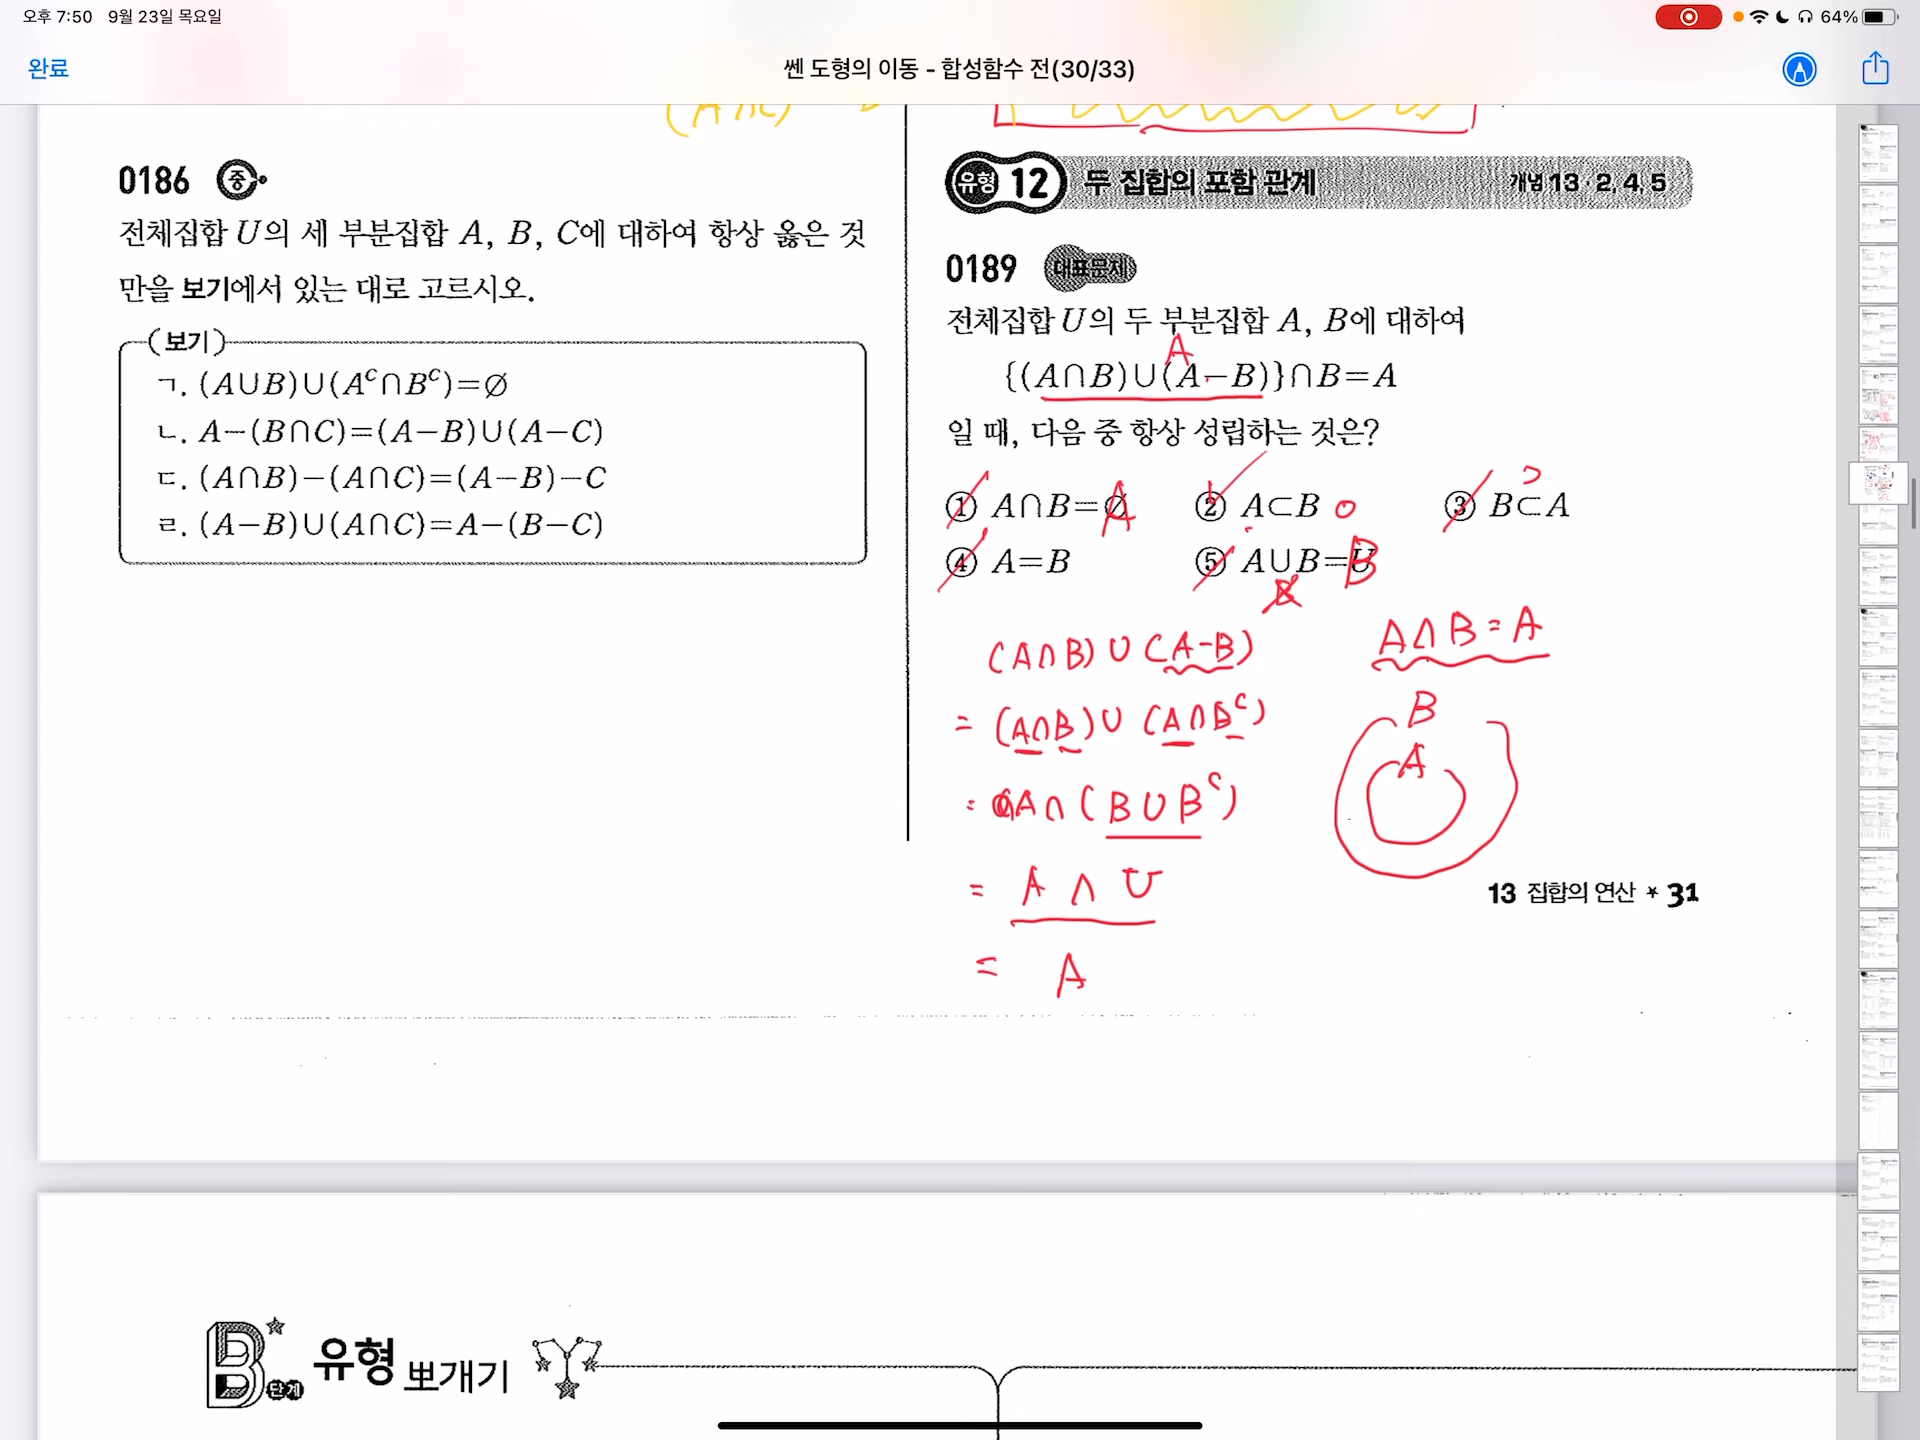 오후 7:50 9월 23일 목요일
64%
완료
쎈 도형의 이동 - 합성함수 전(30/33)
(A∩C)
0186 중
전체집합 U의 세 부분집합 A, B, C에 대하여 항상 옳은 것
만을 보기에서 있는 대로 고르시오.
(보기)
ㄱ. (A∪B)∪(Aᶜ∩Bᶜ)=∅
ㄴ. A−(B∩C)=(A−B)∪(A−C)
ㄷ. (A∩B)−(A∩C)=(A−B)−C
ㄹ. (A−B)∪(A∩C)=A−(B−C)
유형 12 두 집합의 포함 관계 개념 13 · 2, 4, 5
0189 대표문제
전체집합 U의 두 부분집합 A, B에 대하여
A
{(A∩B)∪(A−B)}∩B=A
일 때, 다음 중 항상 성립하는 것은?
① A∩B=∅ A ② A⊂B ○ ③ B⊂A ⊃
④ A=B ⑤ A∪B=U B
(A∩B)∪(A-B)
= (A∩B)∪(A∩Bᶜ)
= A∩(B∪Bᶜ)
= A∩U
= A
A∩B=A
B
A
13 집합의 연산 * 31
B단계 유형 뽀개기